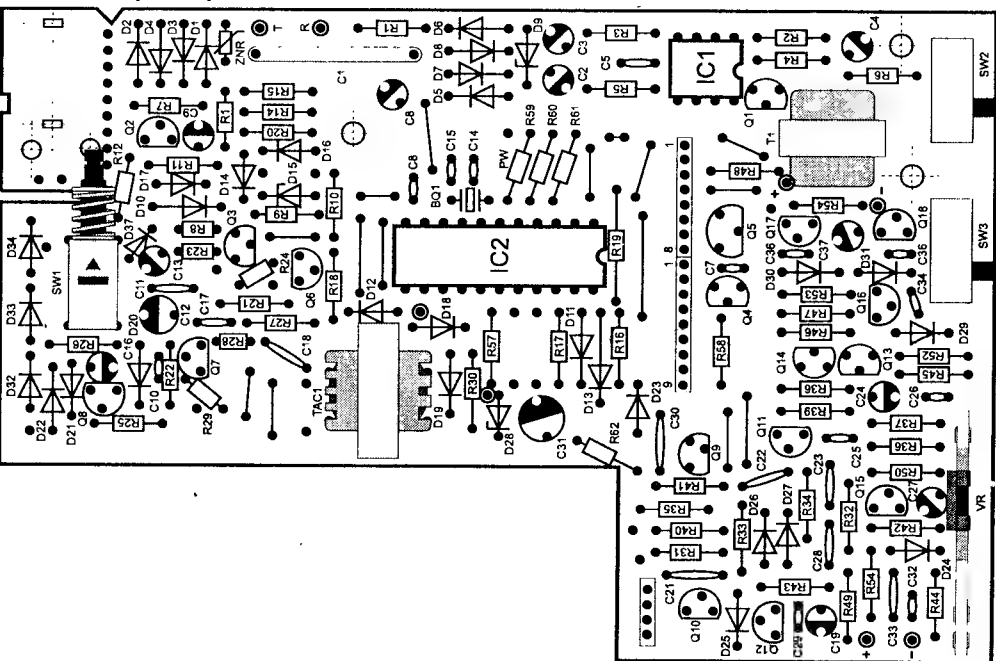 D2 D4 D3 D1
ZNR
T
R
R1
D6
D8
D7
D5
D9
C3
C2
R3
C5
R5
IC1
R2
R4
C4
R6
SW2
C1
R7
Q2
C9
R1
R15
R14
R20
C8
R59
R60
R61
Q1
T1
R12
R11
D17
D10
D14
D15
D16
C8
C15
C14
BQ1
PW
1
R48
+
-
R54
D34
SW1
D37
R8
R23
Q3
R9
R10
R24
Q6
R18
IC2
R19
8
1
Q5
C7
Q17
C36
C37
D30
D31
Q18
C36
C34
SW3
C13
C11
D33
D20
C12
C17
R21
R27
D12
D18
Q4
R53
R47
R46
Q16
D29
R26
C16
R28
C18
R57
R17
D11
R16
R58
Q14
Q13
R52
R45
D32
D22
D21
Q8
R25
C10
R22
Q7
R29
TAC1
D19
R30
D28
C31
D13
D23
9
R36
R39
C24
C26
R62
C30
Q9
R41
C22
Q11
C23
C25
R37
R36
R50
Q15
C27
VR
R35
R40
R31
D26
D27
R33
R34
R32
C28
R42
D24
C21
Q10
R43
R49
R54
C32
C33
R44
D25
Q12
C29
C19
+
-